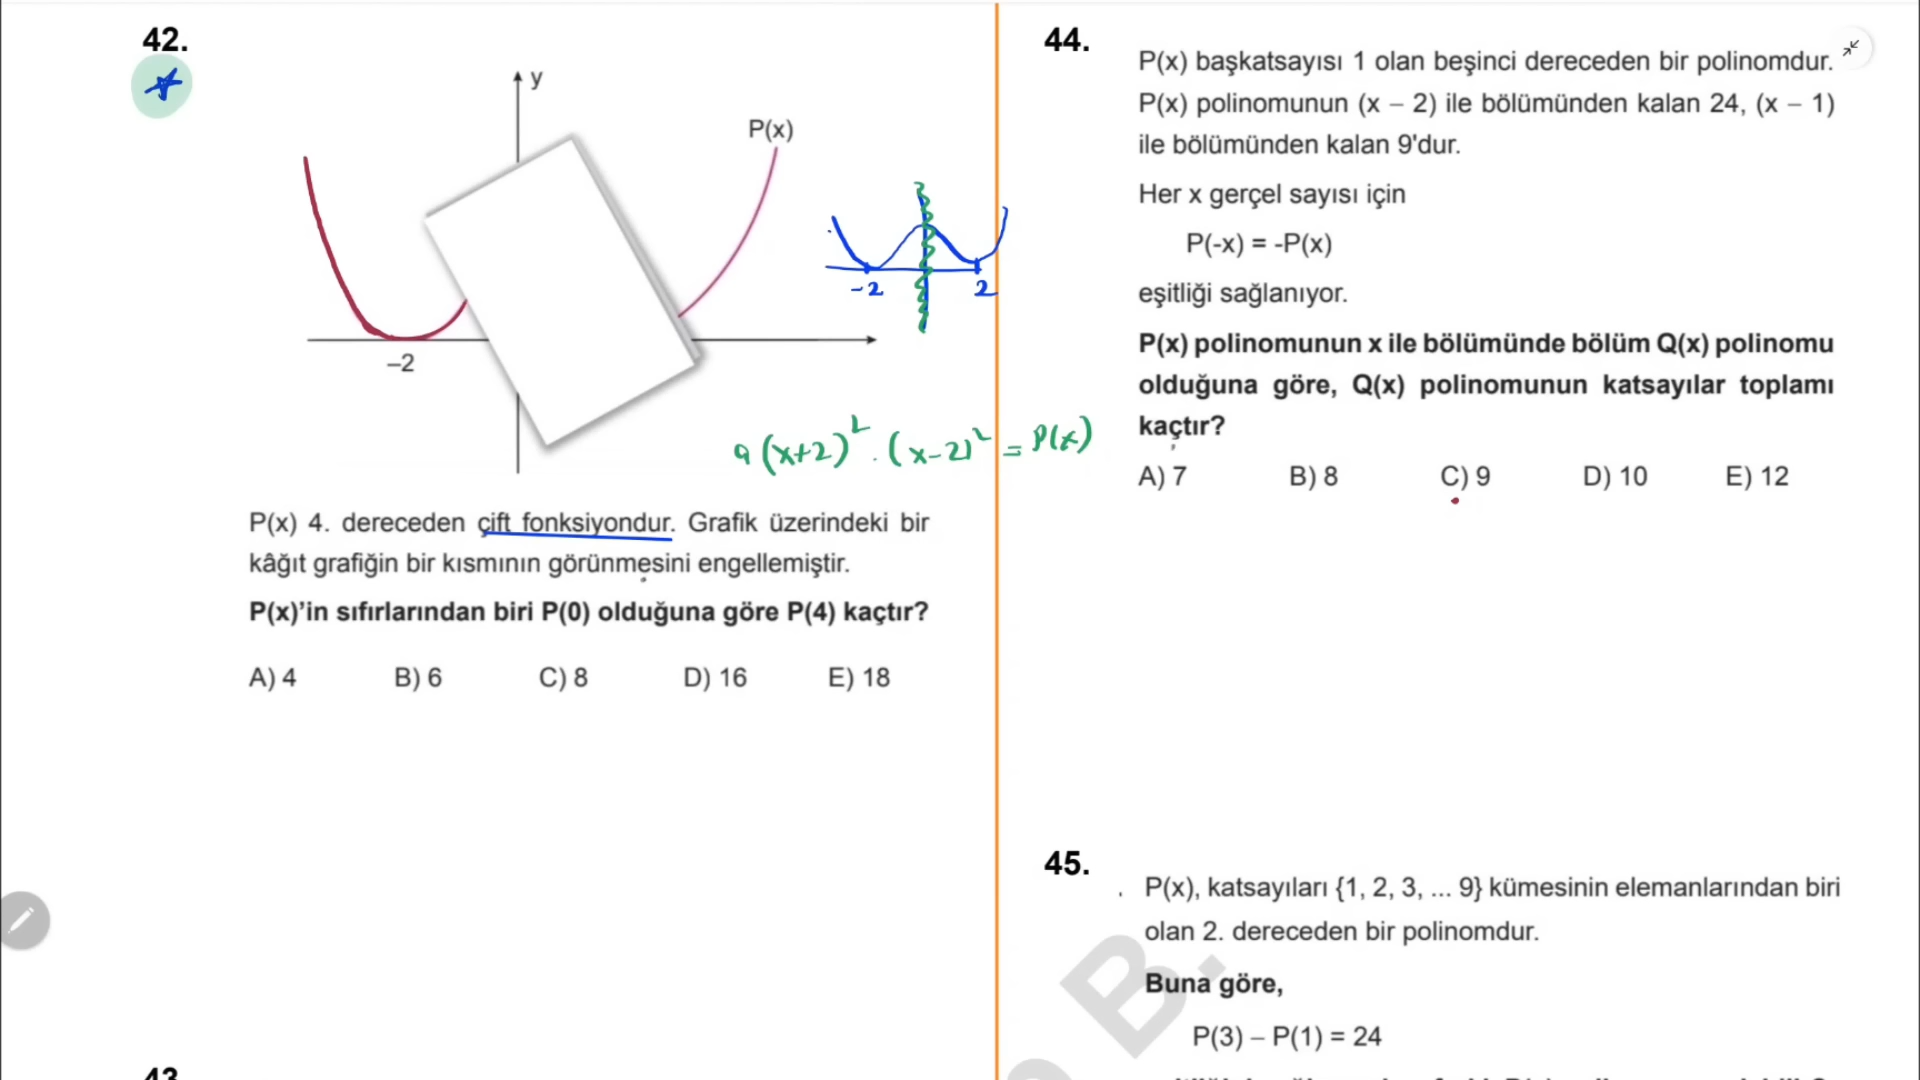 42.
y
P(x)
-2
2
–2
a(x+2)².(x-2)² = P(x)
P(x) 4. dereceden çift fonksiyondur. Grafik üzerindeki bir
kâğıt grafiğin bir kısmının görünmesini engellemiştir.
P(x)'in sıfırlarından biri P(0) olduğuna göre P(4) kaçtır?
A) 4 B) 6 C) 8 D) 16 E) 18
43
44.
P(x) başkatsayısı 1 olan beşinci dereceden bir polinomdur.
P(x) polinomunun (x – 2) ile bölümünden kalan 24, (x – 1)
ile bölümünden kalan 9'dur.
Her x gerçel sayısı için
P(-x) = -P(x)
eşitliği sağlanıyor.
P(x) polinomunun x ile bölümünde bölüm Q(x) polinomu
olduğuna göre, Q(x) polinomunun katsayılar toplamı
kaçtır?
A) 7 B) 8 C) 9 D) 10 E) 12
45.
P(x), katsayıları {1, 2, 3, ... 9} kümesinin elemanlarından biri
olan 2. dereceden bir polinomdur.
Buna göre,
P(3) – P(1) = 24
B.